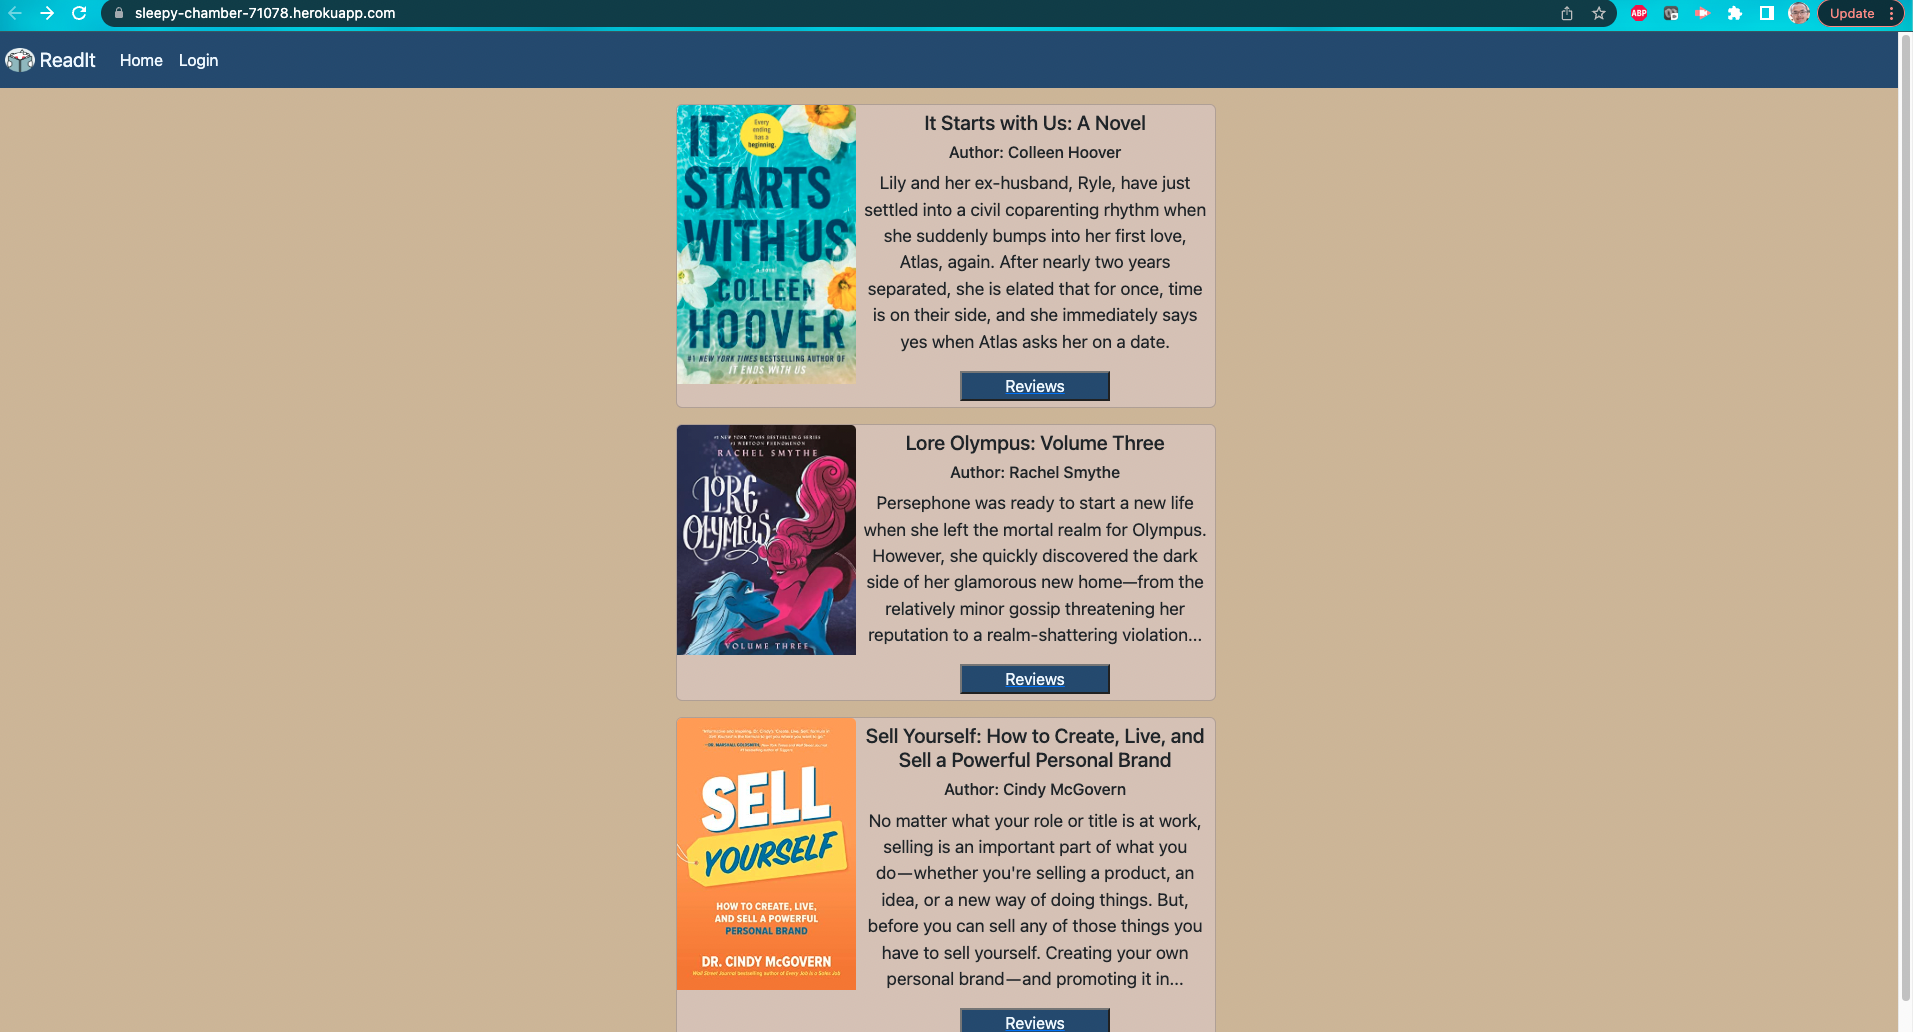 sleepy-chamber-71078.herokuapp.com
ABP
Update
ReadIt Home Login
Every
ending
has a
beginning.
IT
STARTS
WITH US
a novel
COLLEEN
HOOVER
#1 NEW YORK TIMES BESTSELLING AUTHOR OF
IT ENDS WITH US
It Starts with Us: A Novel
Author: Colleen Hoover
Lily and her ex-husband, Ryle, have just
settled into a civil coparenting rhythm when
she suddenly bumps into her first love,
Atlas, again. After nearly two years
separated, she is elated that for once, time
is on their side, and she immediately says
yes when Atlas asks her on a date.
Reviews
#1 NEW YORK TIMES BESTSELLING SERIES
#1 WEBTOON PHENOMENON
RACHEL SMYTHE
LORE
OLYMPUS
VOLUME THREE
Lore Olympus: Volume Three
Author: Rachel Smythe
Persephone was ready to start a new life
when she left the mortal realm for Olympus.
However, she quickly discovered the dark
side of her glamorous new home—from the
relatively minor gossip threatening her
reputation to a realm-shattering violation...
Reviews
SELL
YOURSELF
HOW TO CREATE, LIVE,
AND SELL A POWERFUL
PERSONAL BRAND
DR. CINDY McGOVERN
Wall Street Journal bestselling author of Every Job is a Sales Job
Sell Yourself: How to Create, Live, and
Sell a Powerful Personal Brand
Author: Cindy McGovern
No matter what your role or title is at work,
selling is an important part of what you
do—whether you're selling a product, an
idea, or a new way of doing things. But,
before you can sell any of those things you
have to sell yourself. Creating your own
personal brand—and promoting it in...
Reviews